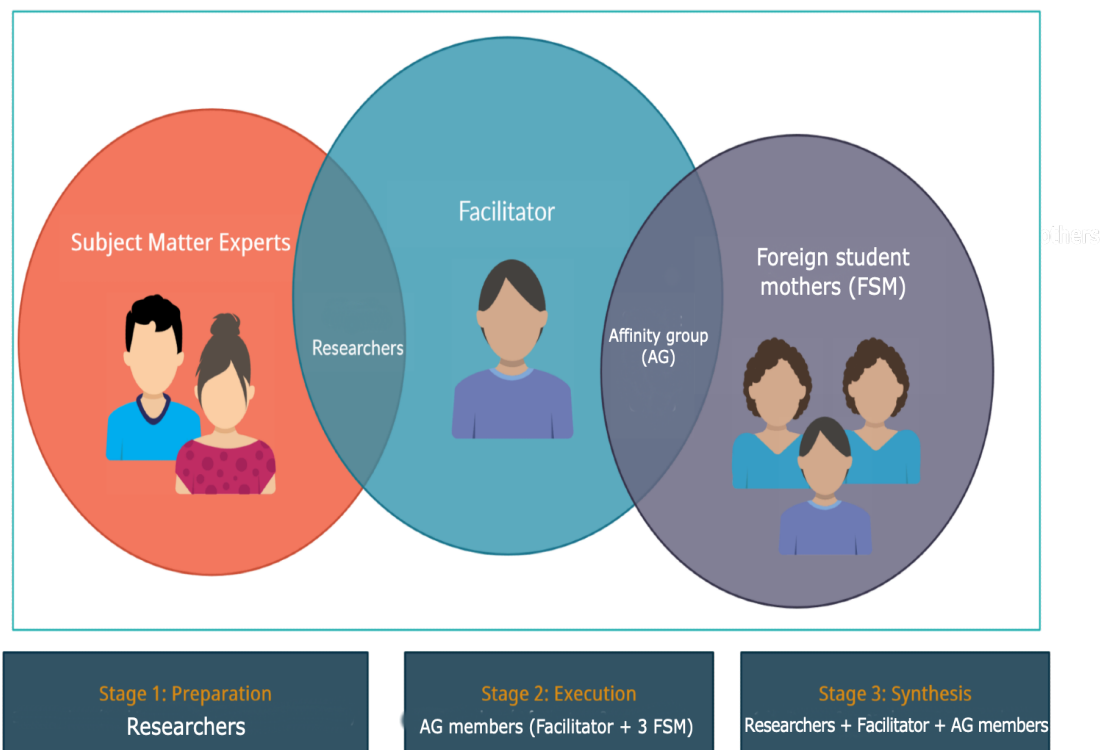 Facilitator
Subject Matter Experts
Foreign student
mothers (FSM)
Researchers
Affinity group
(AG)
Stage 1: Preparation
Researchers
Stage 2: Execution
AG members (Facilitator + 3 FSM)
Stage 3: Synthesis
Researchers + Facilitator + AG members